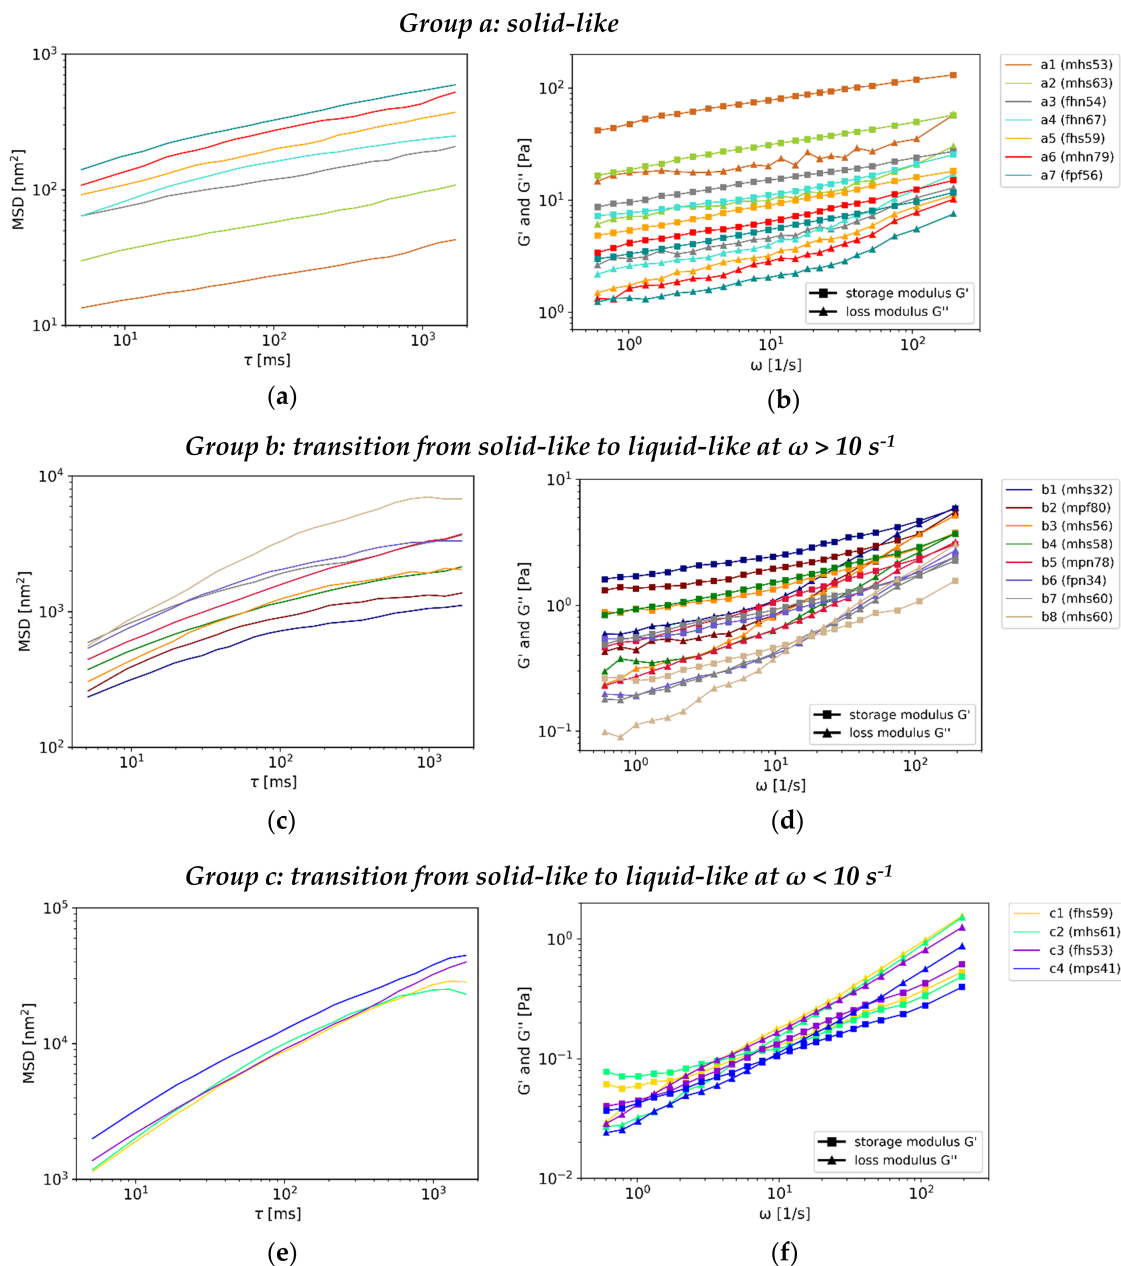 Group a: solid-like
10³
10²
10¹
MSD [nm²]
10¹
10²
10³
τ [ms]
(a)
10²
10¹
10⁰
G' and G'' [Pa]
storage modulus G'
loss modulus G''
10⁰
10¹
10²
ω [1/s]
(b)
a1 (mhs53)
a2 (mhs63)
a3 (fhn54)
a4 (fhn67)
a5 (fhs59)
a6 (mhn79)
a7 (fpf56)
Group b: transition from solid-like to liquid-like at ω > 10 s⁻¹
10⁴
10³
10²
MSD [nm²]
10¹
10²
10³
τ [ms]
(c)
10¹
10⁰
10⁻¹
G' and G'' [Pa]
storage modulus G'
loss modulus G''
10⁰
10¹
10²
ω [1/s]
(d)
b1 (mhs32)
b2 (mpf80)
b3 (mhs56)
b4 (mhs58)
b5 (mpn78)
b6 (fpn34)
b7 (mhs60)
b8 (mhs60)
Group c: transition from solid-like to liquid-like at ω < 10 s⁻¹
10⁵
10⁴
10³
MSD [nm²]
10¹
10²
10³
τ [ms]
(e)
10⁰
10⁻¹
10⁻²
G' and G'' [Pa]
storage modulus G'
loss modulus G''
10⁰
10¹
10²
ω [1/s]
(f)
c1 (fhs59)
c2 (mhs61)
c3 (fhs53)
c4 (mps41)